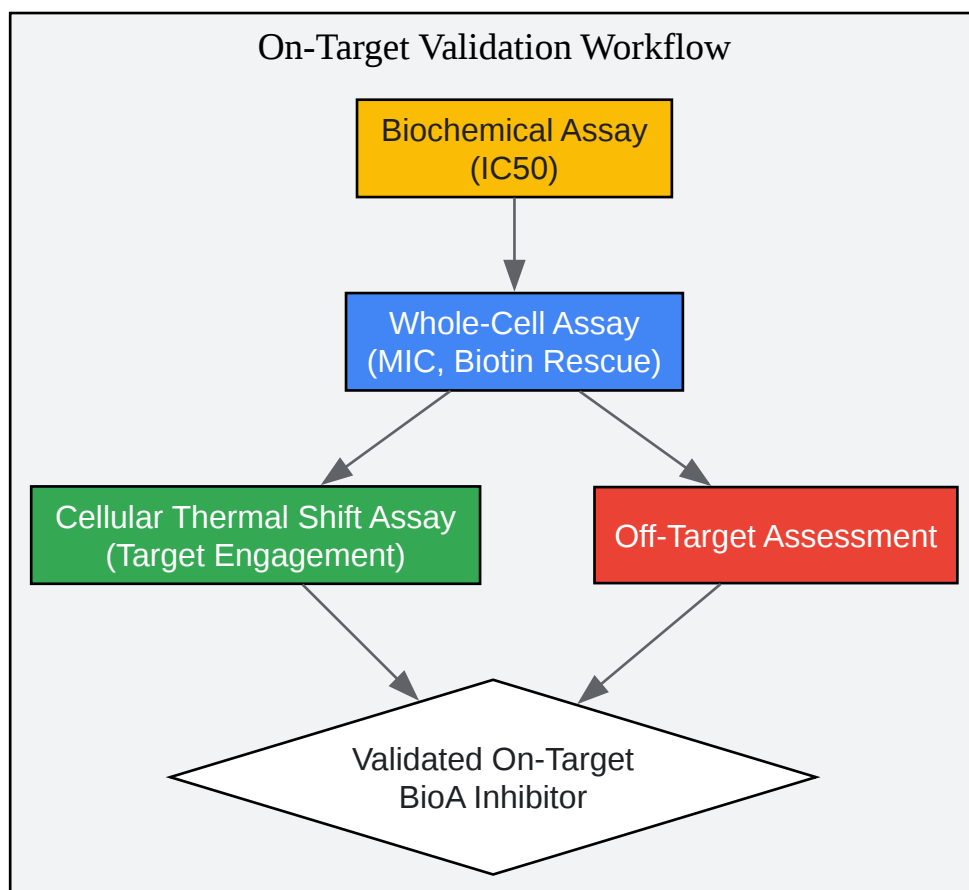 On-Target Validation Workflow
Biochemical Assay
(IC50)
Whole-Cell Assay
(MIC, Biotin Rescue)
Cellular Thermal Shift Assay
(Target Engagement)
Off-Target Assessment
Validated On-Target
BioA Inhibitor